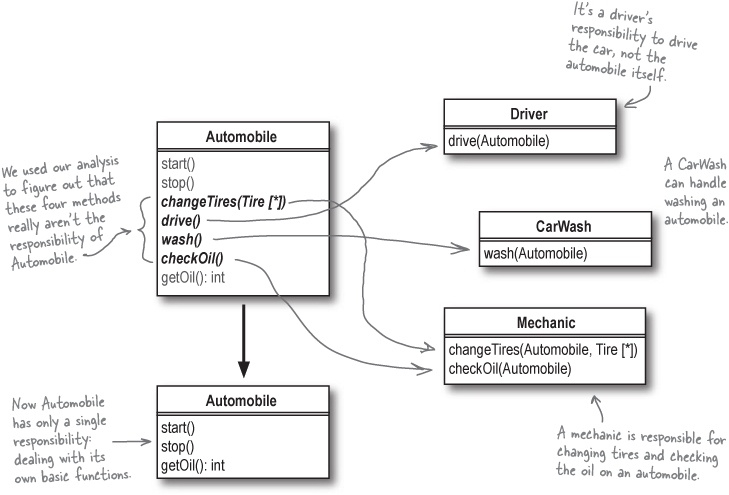 It's a driver's
responsibility to drive
the car, not the
automobile itself.
Driver
drive(Automobile)
Automobile
start()
stop()
changeTires(Tire [*])
drive()
wash()
checkOil()
getOil(): int
We used our analysis
to figure out that
these four methods
really aren't the
responsibility of
Automobile.
A CarWash
can handle
washing an
automobile.
CarWash
wash(Automobile)
Mechanic
changeTires(Automobile, Tire [*])
checkOil(Automobile)
Automobile
start()
stop()
getOil(): int
Now Automobile
has only a single
responsibility:
dealing with its
own basic functions.
A mechanic is responsible for
changing tires and checking
the oil on an automobile.